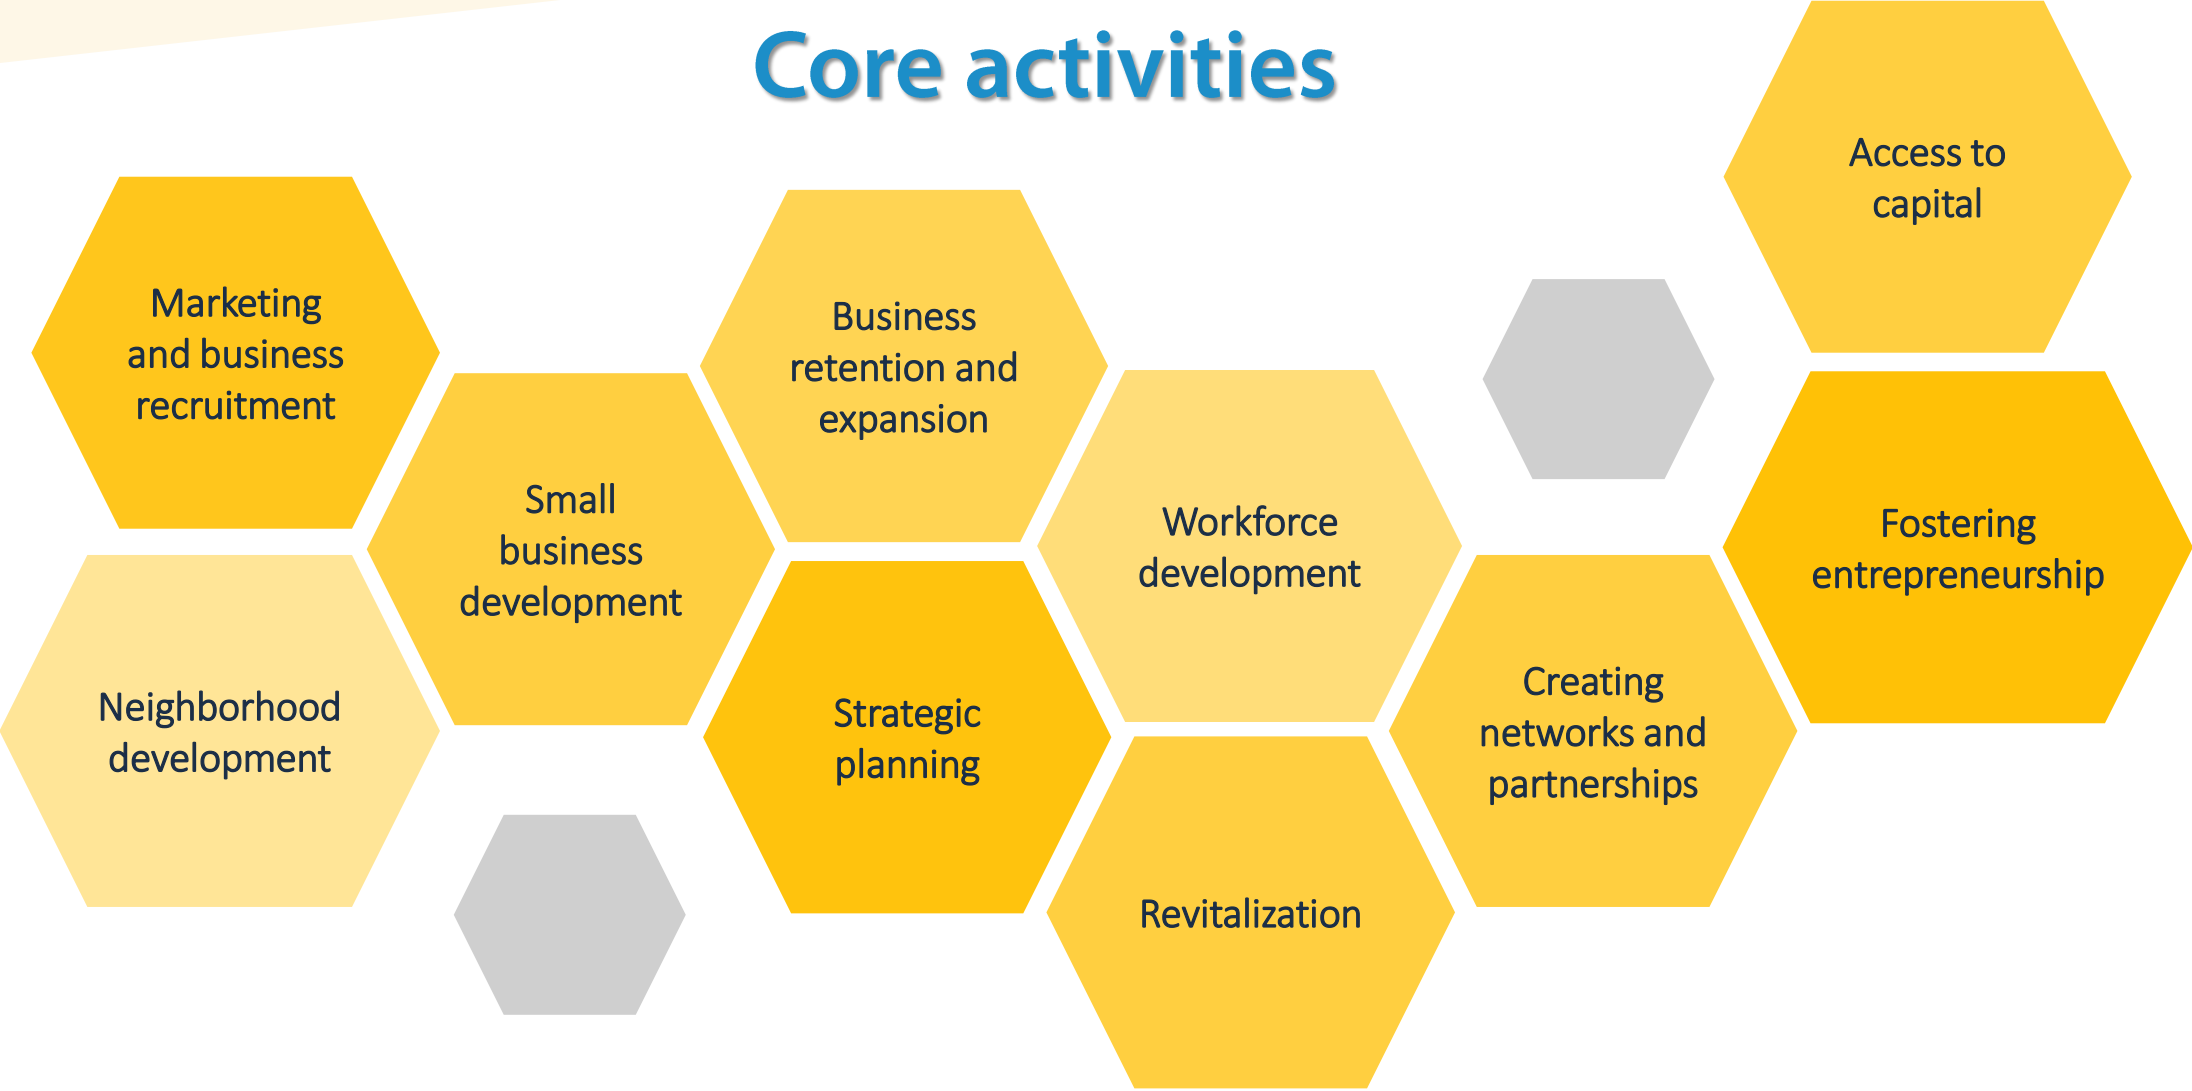 Core activities
Marketing
and business
recruitment
Neighborhood
development
Small
business
development
Business
retention and
expansion
Strategic
planning
Workforce
development
Revitalization
Creating
networks and
partnerships
Access to
capital
Fostering
entrepreneurship